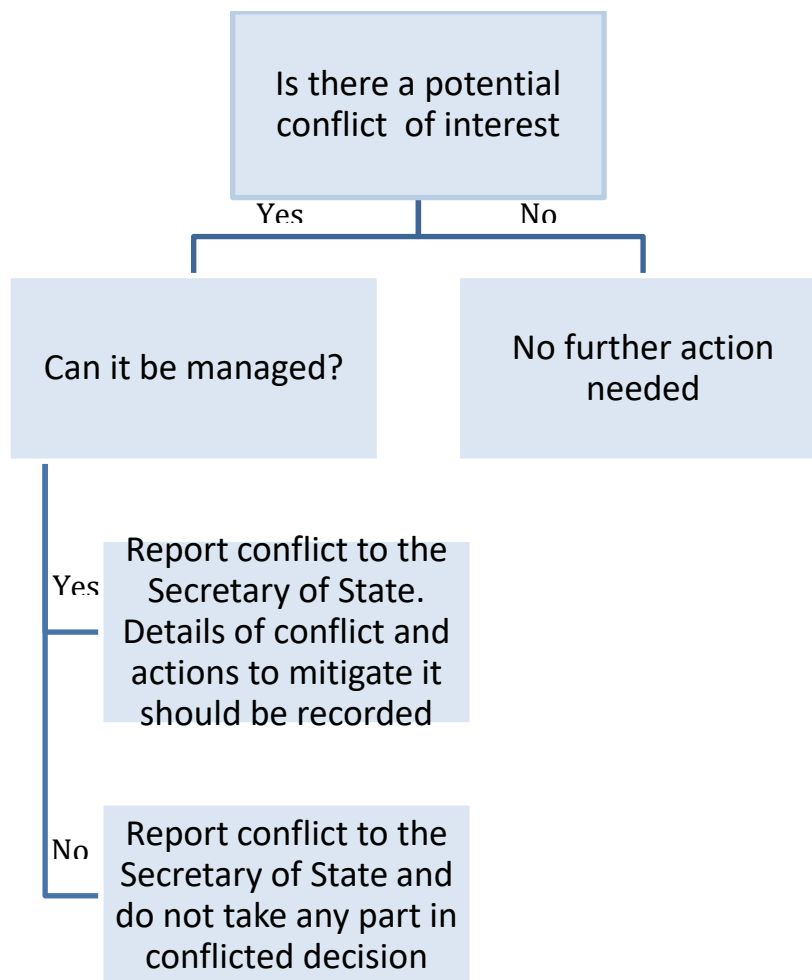 Is there a potential
conflict  of interest
Yes
No
Can it be managed?
No further action
needed
Yes
Report conflict to the
Secretary of State.
Details of conflict and
actions to mitigate it
should be recorded
No
Report conflict to the
Secretary of State and
do not take any part in
conflicted decision